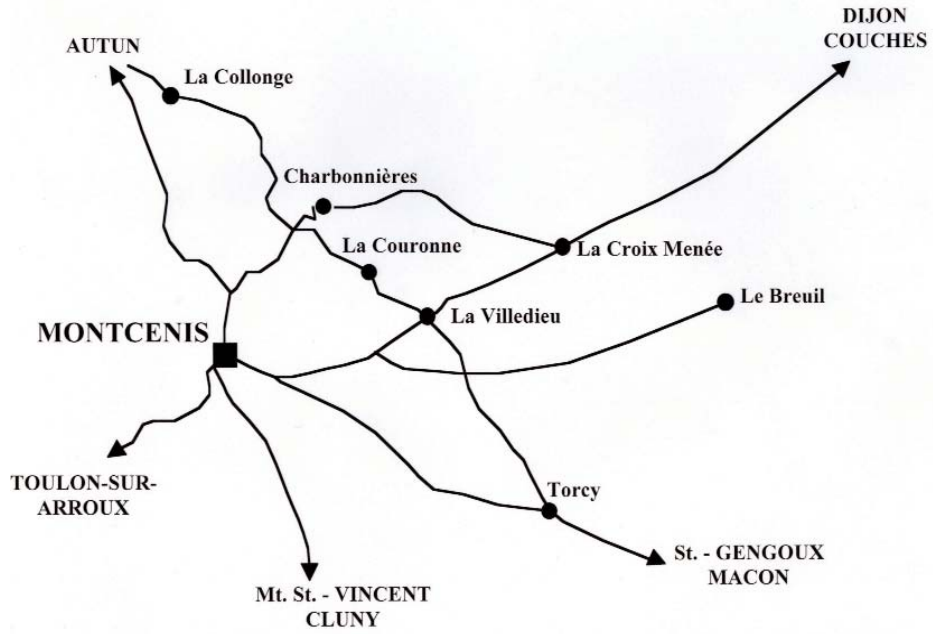 DIJON
COUCHES
AUTUN
La Collonge
Charbonnières
La Couronne
La Croix Menée
Le Breuil
La Villedieu
MONTCENIS
TOULON-SUR-
ARROUX
Torcy
St. - GENGOUX
MACON
Mt. St. - VINCENT
CLUNY